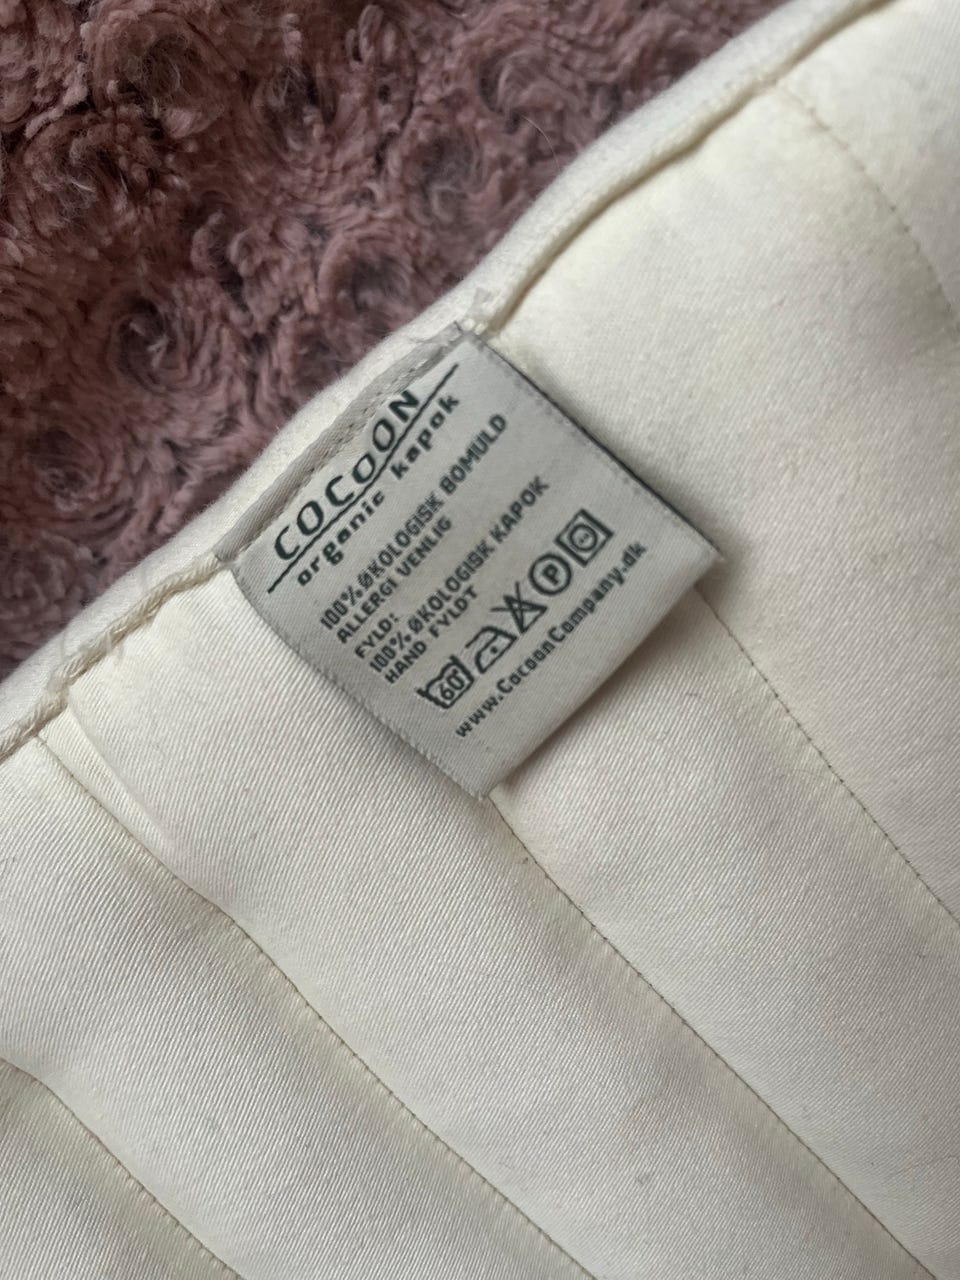 COCOON
organic kapok
100% ØKOLOGISK BOMULD
ALLERGI VENLIG
FYLD:
100% ØKOLOGISK KAPOK
HAND FYLDT
60° P
www.CocoonCompany.dk